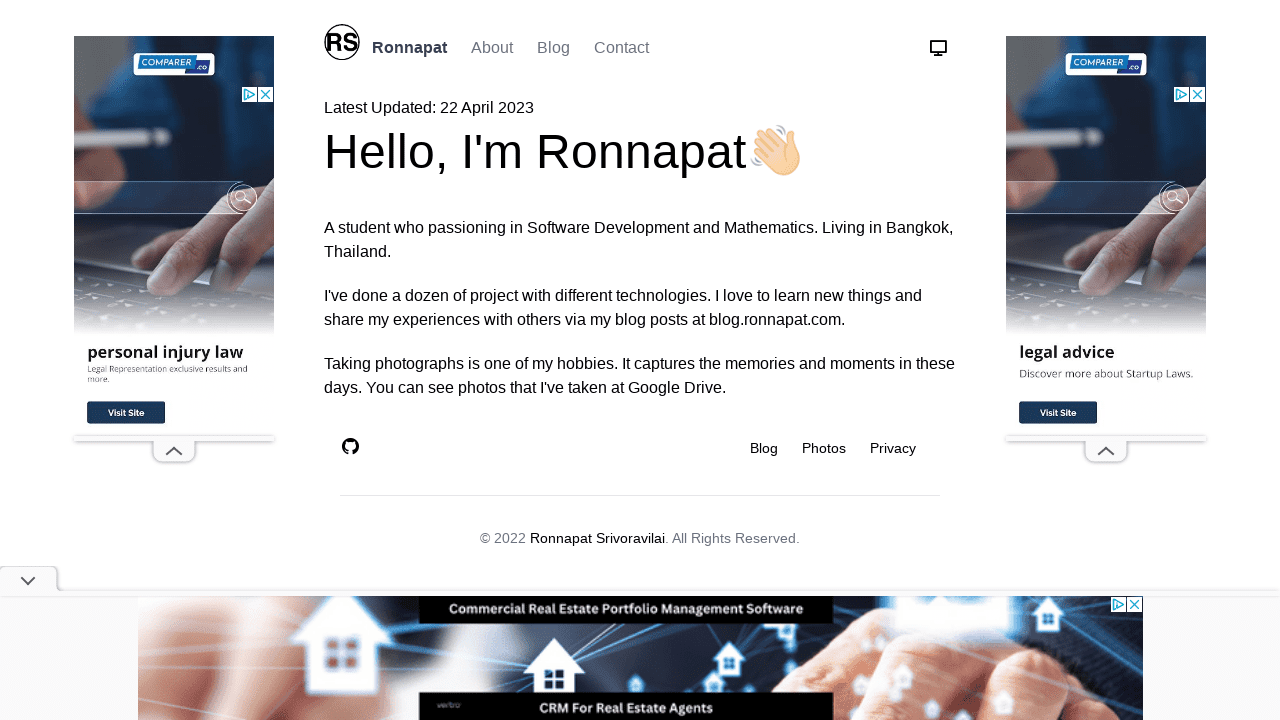 RS
Ronnapat About Blog Contact
Latest Updated: 22 April 2023
Hello, I'm Ronnapat
A student who passioning in Software Development and Mathematics. Living in Bangkok,
Thailand.
I've done a dozen of project with different technologies. I love to learn new things and
share my experiences with others via my blog posts at blog.ronnapat.com.
Taking photographs is one of my hobbies. It captures the memories and moments in these
days. You can see photos that I've taken at Google Drive.
Blog Photos Privacy
© 2022 Ronnapat Srivoravilai. All Rights Reserved.
COMPARER.co
personal injury law
Legal Representation exclusive results and
more.
Visit Site
COMPARER.co
legal advice
Discover more about Startup Laws.
Visit Site
Commercial Real Estate Portfolio Management Software
vertro
CRM For Real Estate Agents